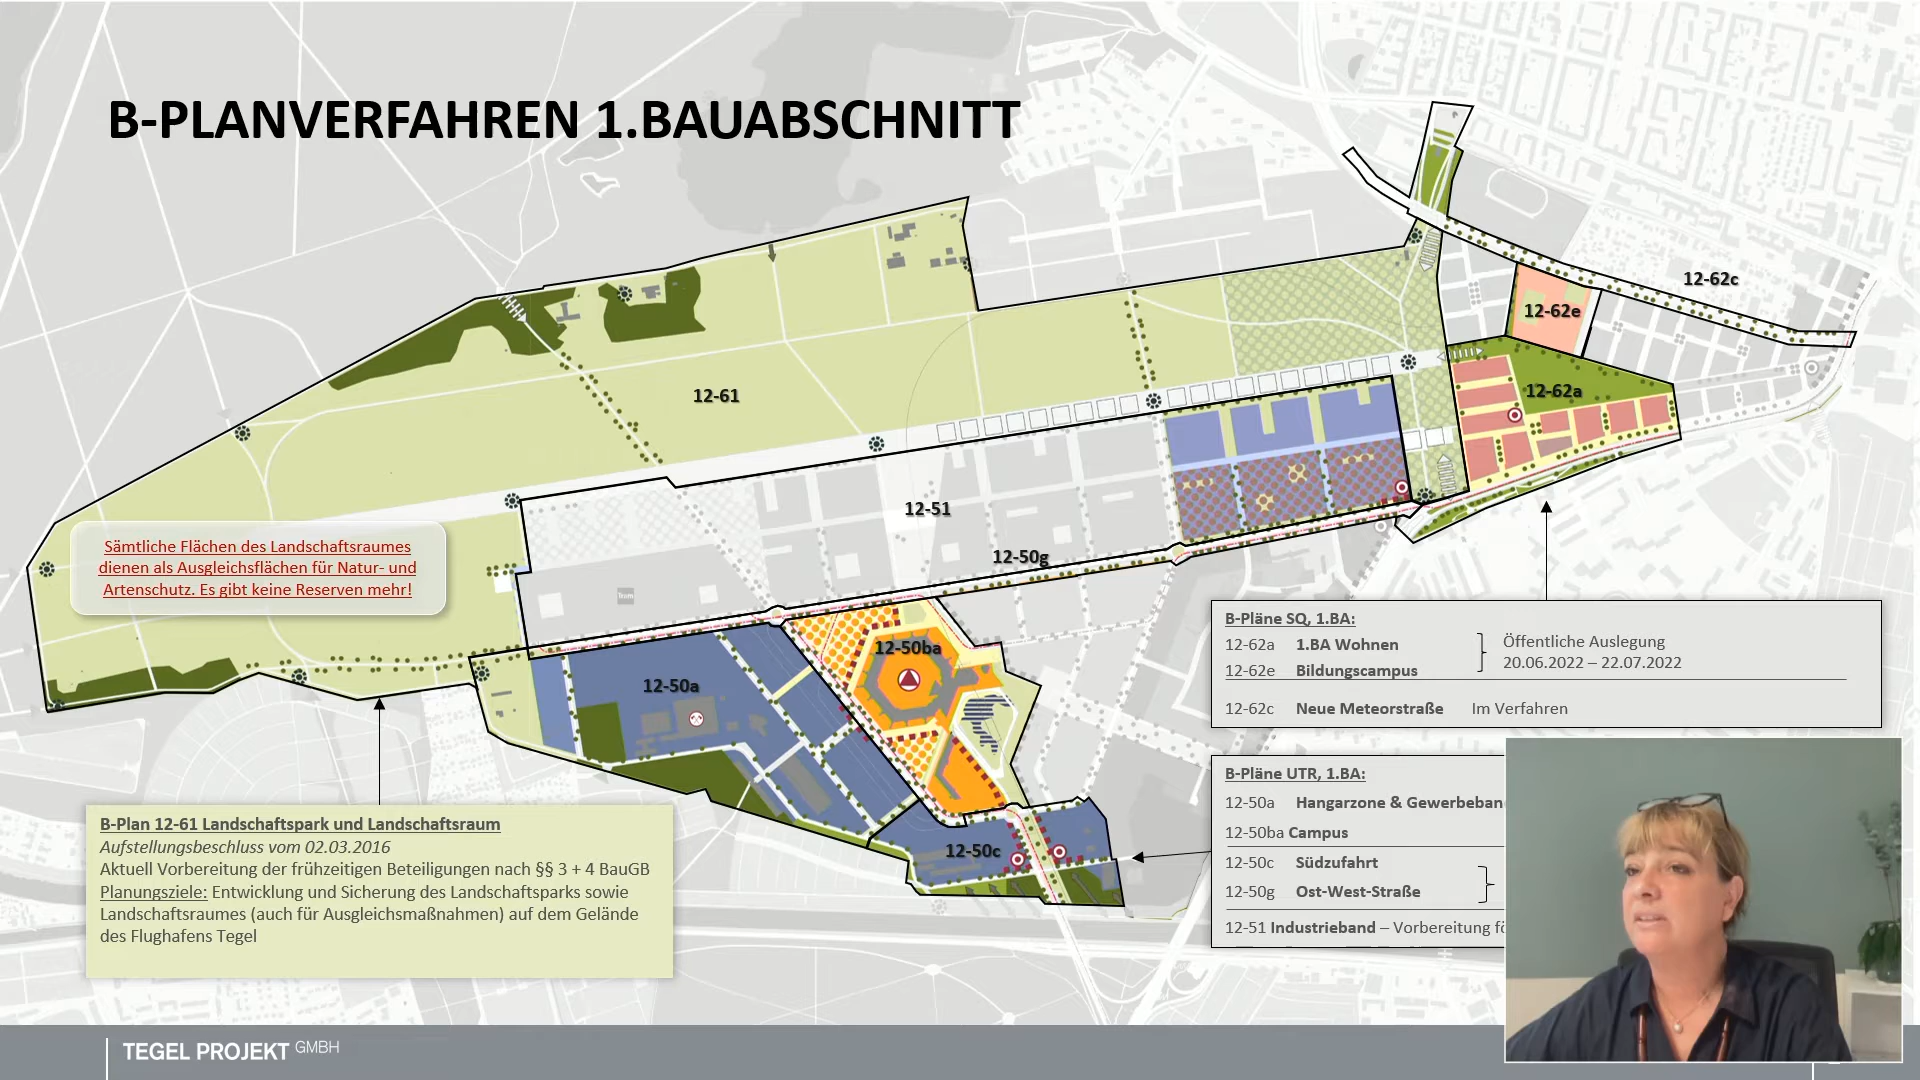 B-PLANVERFAHREN 1.BAUABSCHNITT
12-62c
12-62e
12-61
12-62a
12-51
12-50g
Sämtliche Flächen des Landschaftsraumes
dienen als Ausgleichsflächen für Natur- und
Artenschutz. Es gibt keine Reserven mehr!
12-50ba
12-50a
12-50c
B-Pläne SQ, 1.BA:
12-62a 1.BA Wohnen
12-62e Bildungscampus
Öffentliche Auslegung
20.06.2022 – 22.07.2022
12-62c Neue Meteorstraße Im Verfahren
B-Pläne UTR, 1.BA:
12-50a Hangarzone & Gewerbeban
12-50ba Campus
12-50c Südzufahrt
12-50g Ost-West-Straße
12-51 Industrieband – Vorbereitung fö
B-Plan 12-61 Landschaftspark und Landschaftsraum
Aufstellungsbeschluss vom 02.03.2016
Aktuell Vorbereitung der frühzeitigen Beteiligungen nach §§ 3 + 4 BauGB
Planungsziele: Entwicklung und Sicherung des Landschaftsparks sowie
Landschaftsraumes (auch für Ausgleichsmaßnahmen) auf dem Gelände
des Flughafens Tegel
TEGEL PROJEKT GMBH